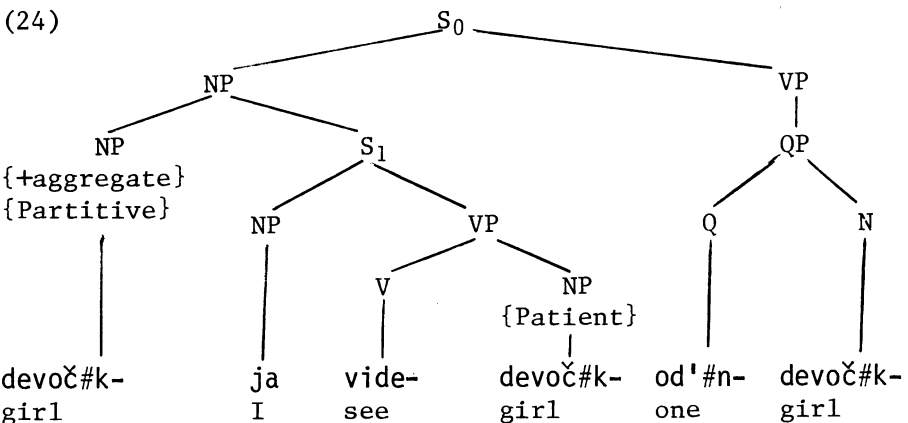 (24)
S0
NP VP
NP S1 QP
{+aggregate}
{Partitive}
NP VP Q N
V NP
{Patient}
devoč#k- ja vide- devoč#k- od'#n- devoč#k-
girl I see girl one girl